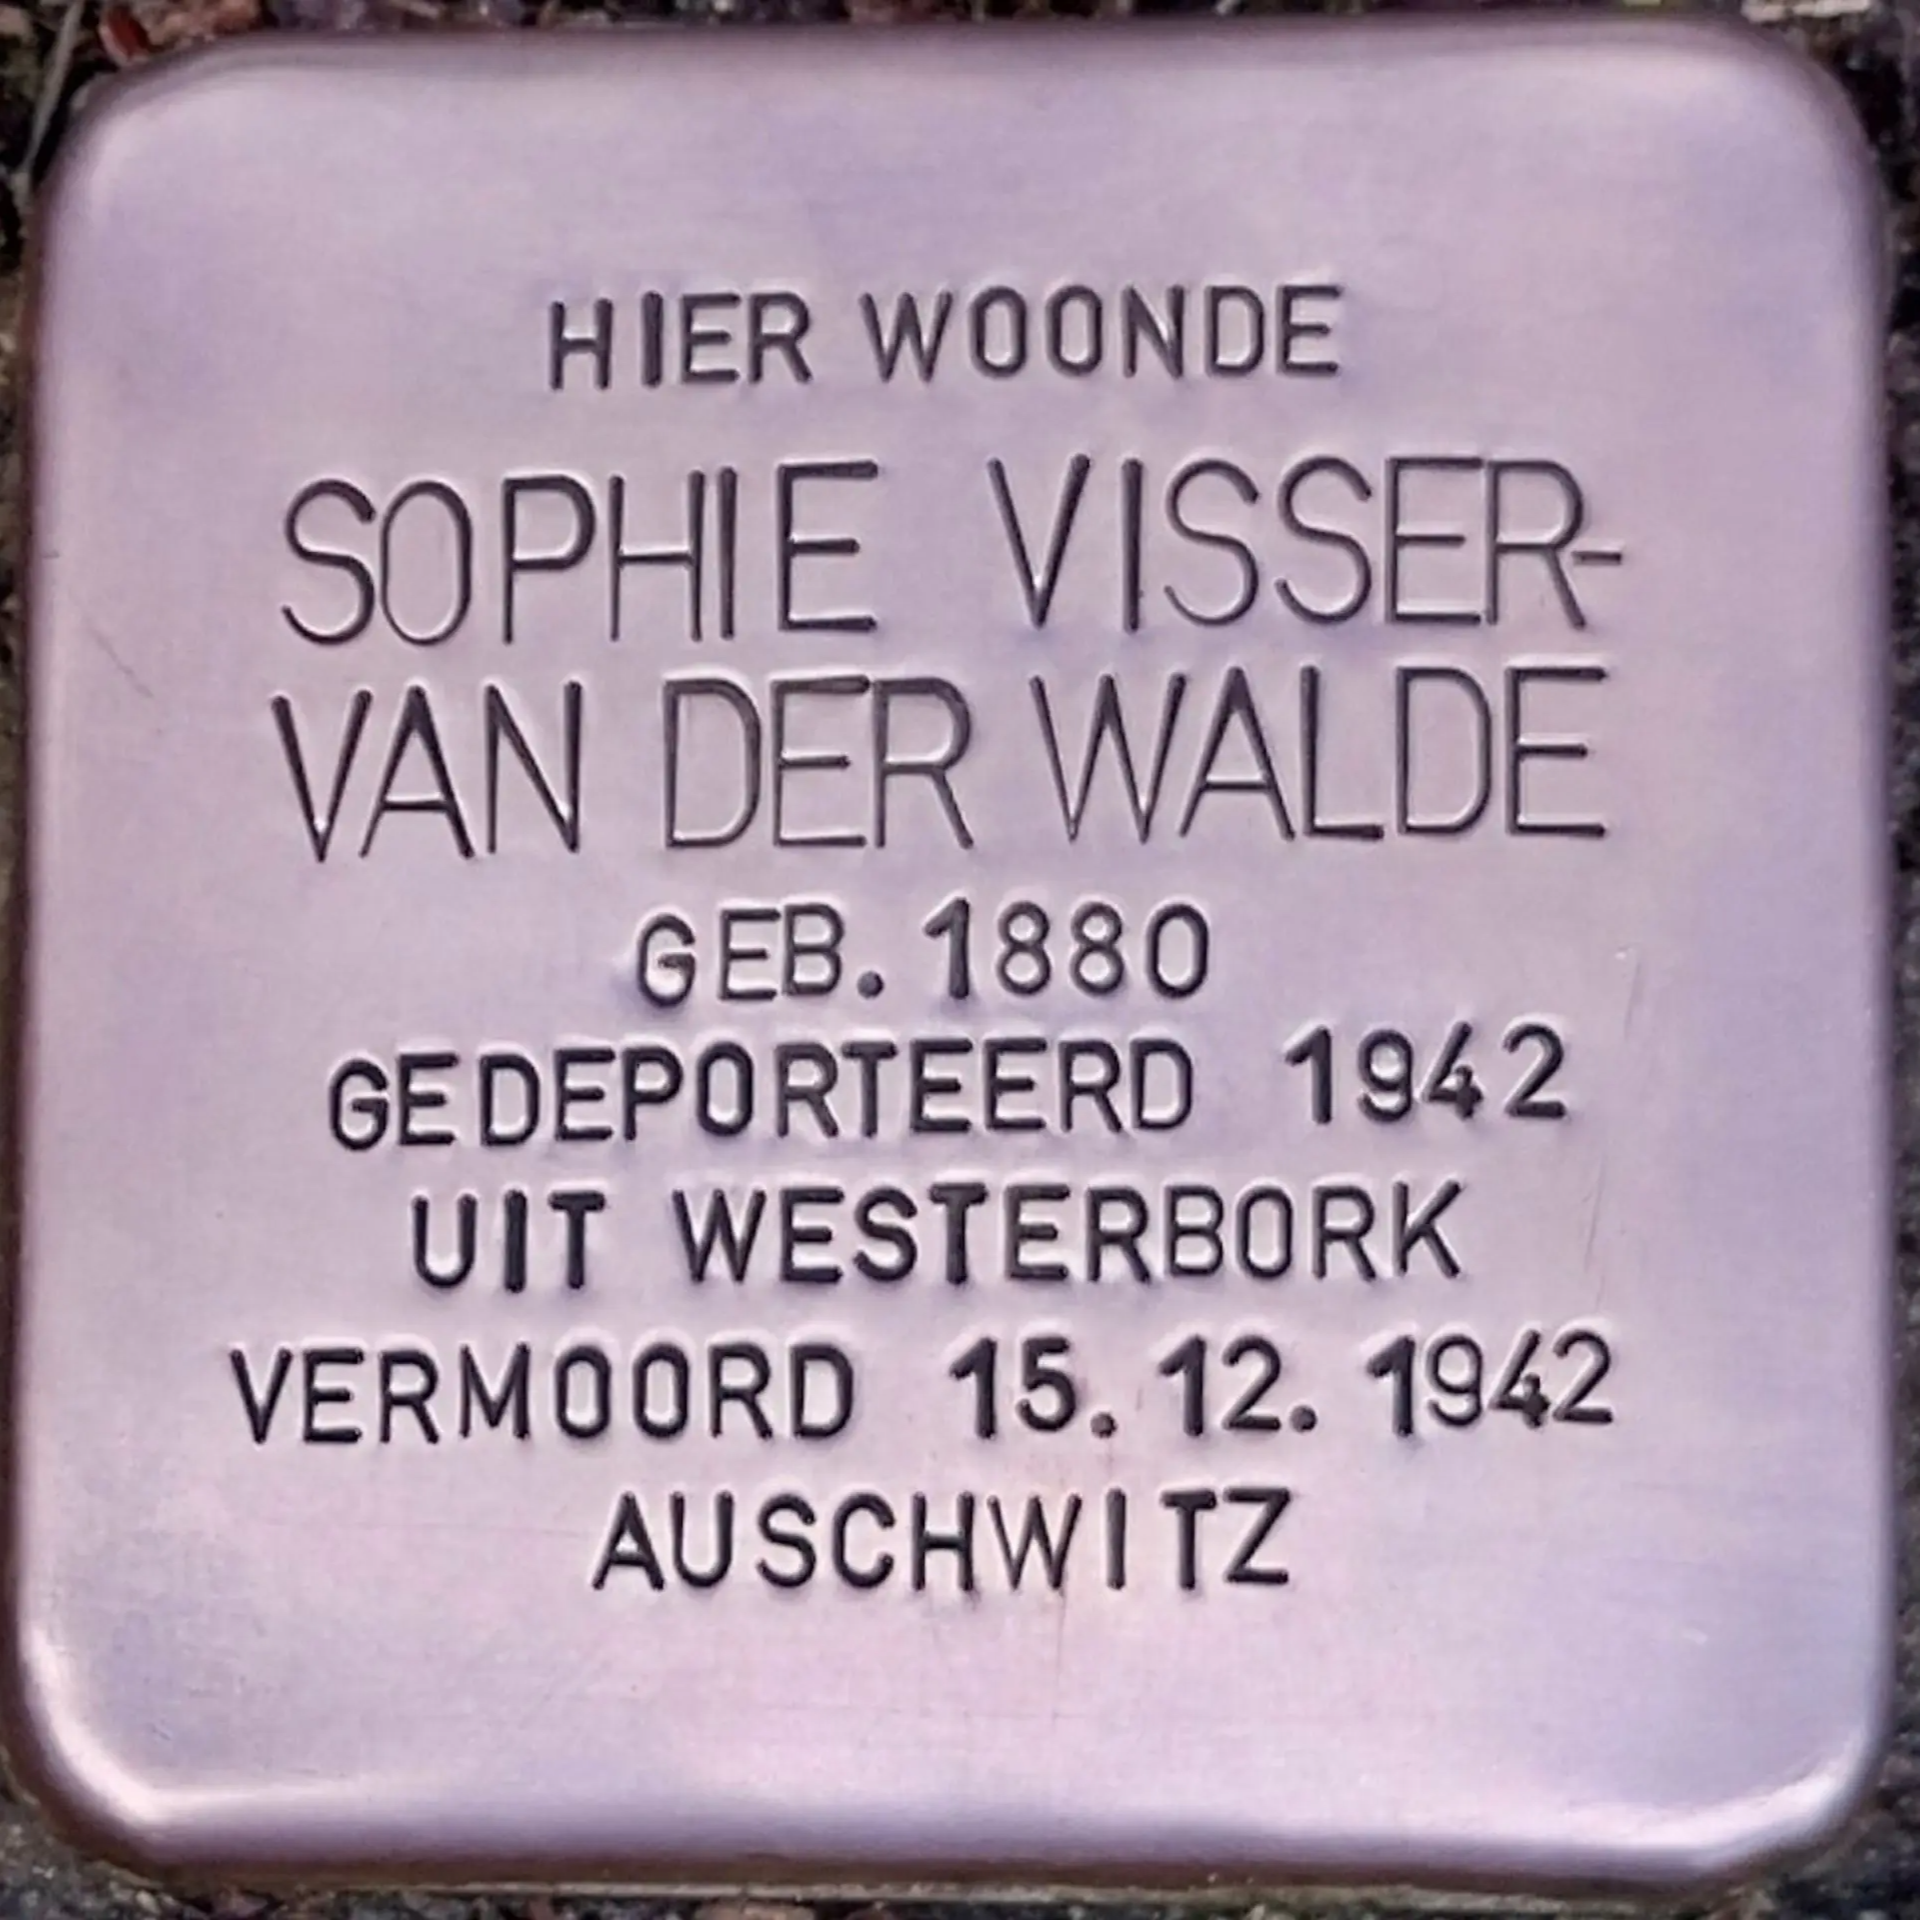 HIER WOONDE
SOPHIE VISSER-
VAN DER WALDE
GEB. 1880
GEDEPORTEERD 1942
UIT WESTERBORK
VERMOORD 15.12.1942
AUSCHWITZ